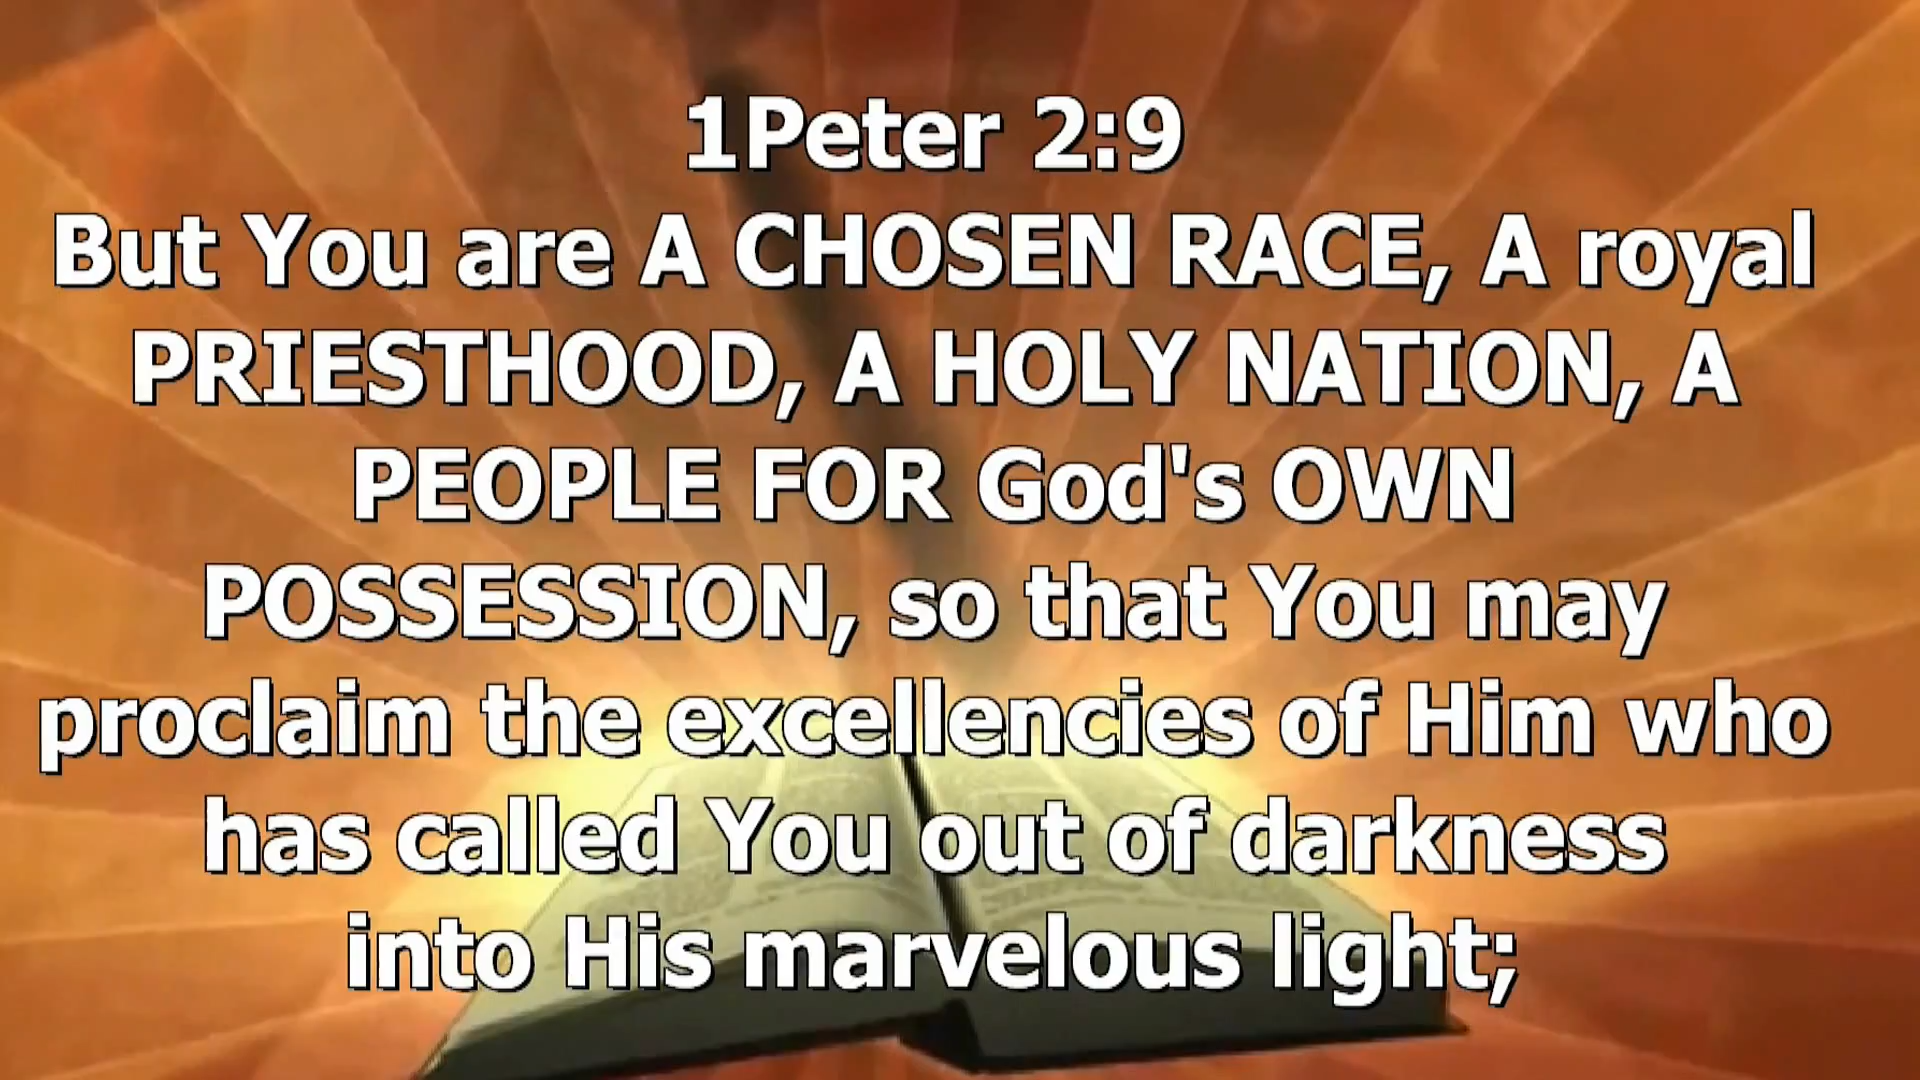 1Peter 2:9
But You are A CHOSEN RACE, A royal
PRIESTHOOD, A HOLY NATION, A
PEOPLE FOR God's OWN
POSSESSION, so that You may
proclaim the excellencies of Him who
has called You out of darkness
into His marvelous light;